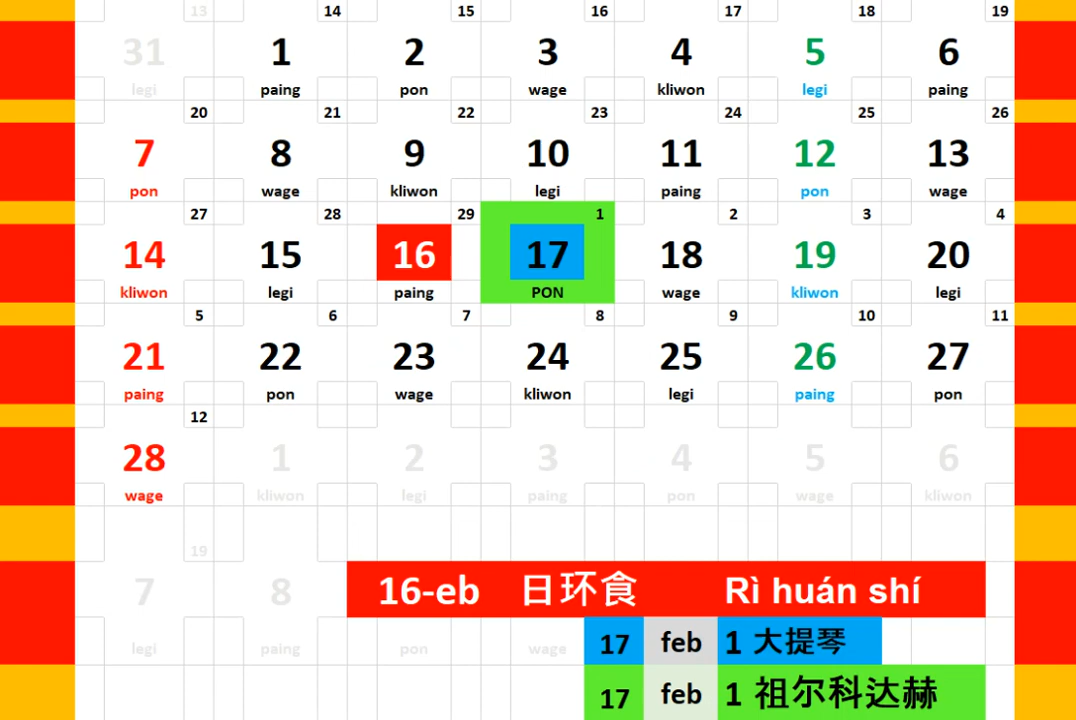 13 14 15 16 17 18 19
31 1 2 3 4 5 6
legi paing pon wage kliwon legi paing
20 21 22 23 24 25 26
7 8 9 10 11 12 13
pon wage kliwon legi paing pon wage
27 28 29 1 2 3 4
14 15 16 17 18 19 20
kliwon legi paing PON wage kliwon legi
5 6 7 8 9 10 11
21 22 23 24 25 26 27
paing pon wage kliwon legi paing pon
12
28 1 2 3 4 5 6
wage kliwon legi paing pon wage kliwon
19
7 8 16-eb 日环食 Rì huán shí
legi paing pon wage 17 feb 1 大提琴
17 feb 1 祖尔科达赫